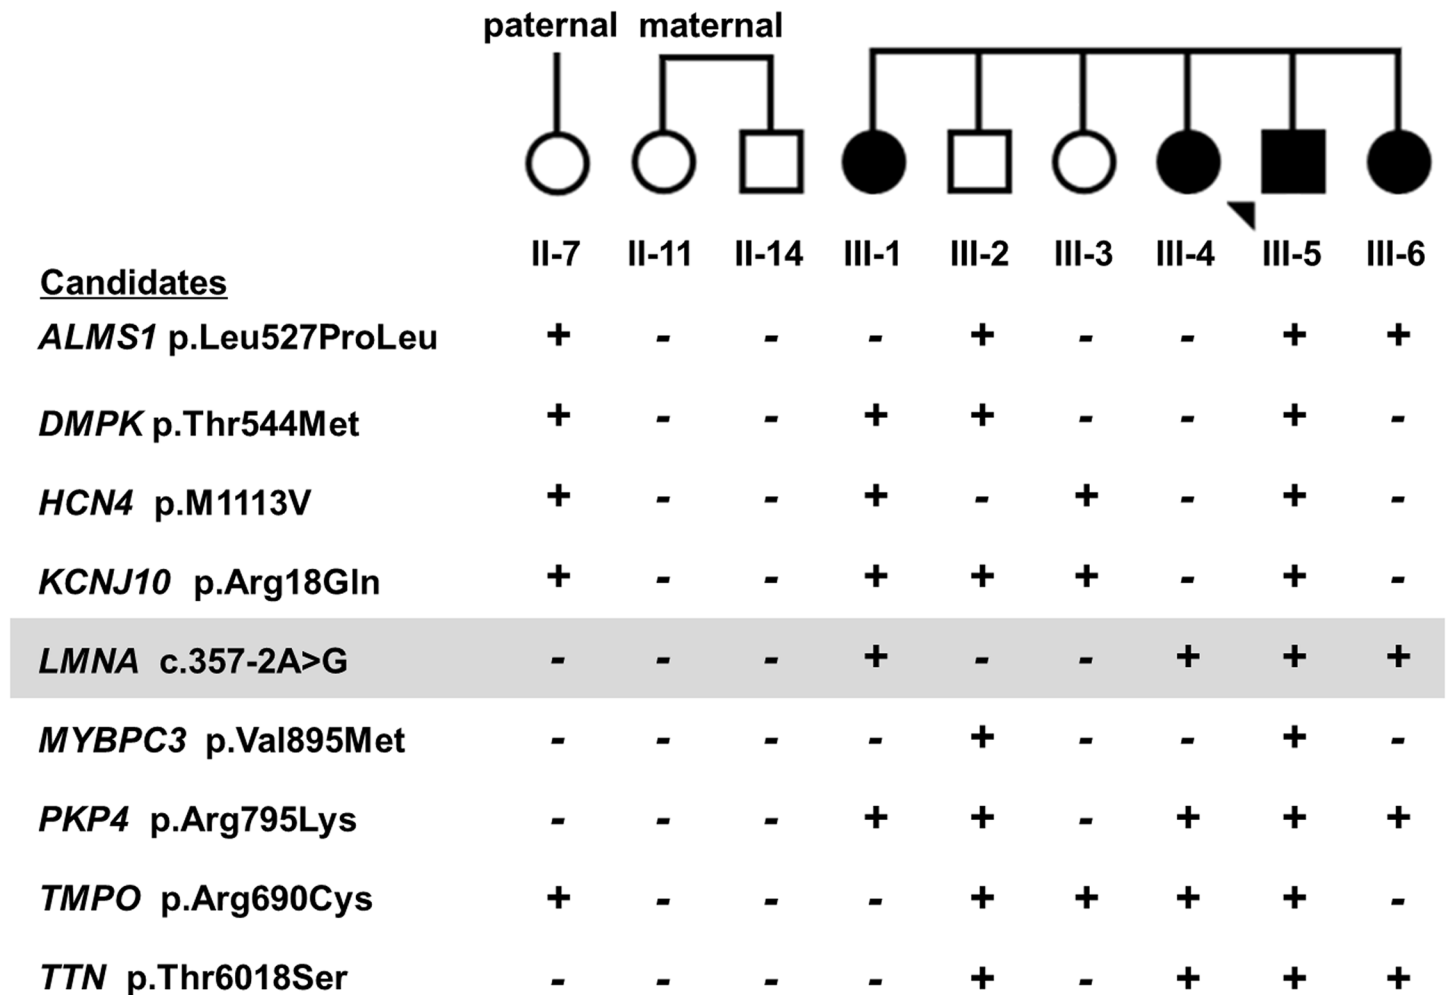 paternal maternal
II-7 II-11 II-14 III-1 III-2 III-3 III-4 III-5 III-6
Candidates
ALMS1 p.Leu527ProLeu + - - - + - - + +
DMPK p.Thr544Met + - - + + - - + -
HCN4 p.M1113V + - - + - + - + -
KCNJ10 p.Arg18Gln + - - + + + - + -
LMNA c.357-2A>G - - - + - - + + +
MYBPC3 p.Val895Met - - - - + - - + -
PKP4 p.Arg795Lys - - - + + - + + +
TMPO p.Arg690Cys + - - - + + + + -
TTN p.Thr6018Ser - - - - + - + + +